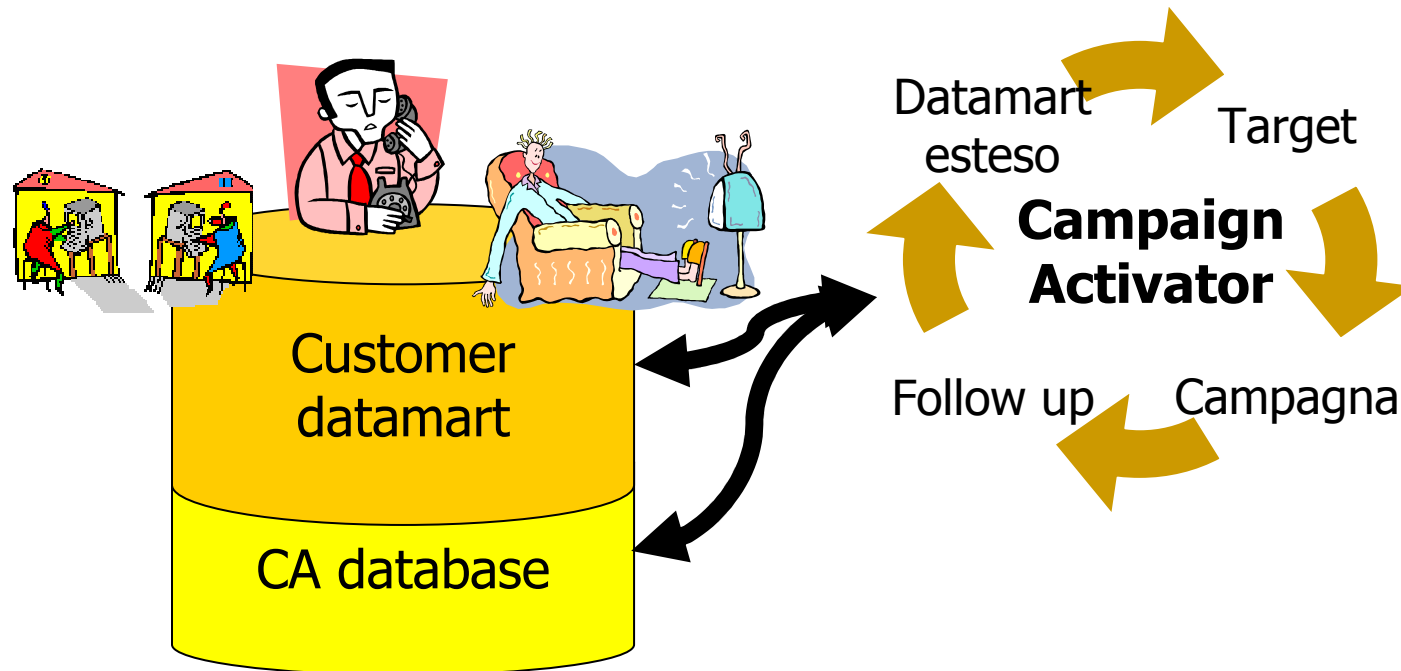 Customer
datamart
CA database
Datamart
esteso
Target
Campaign
Activator
Follow up
Campagna